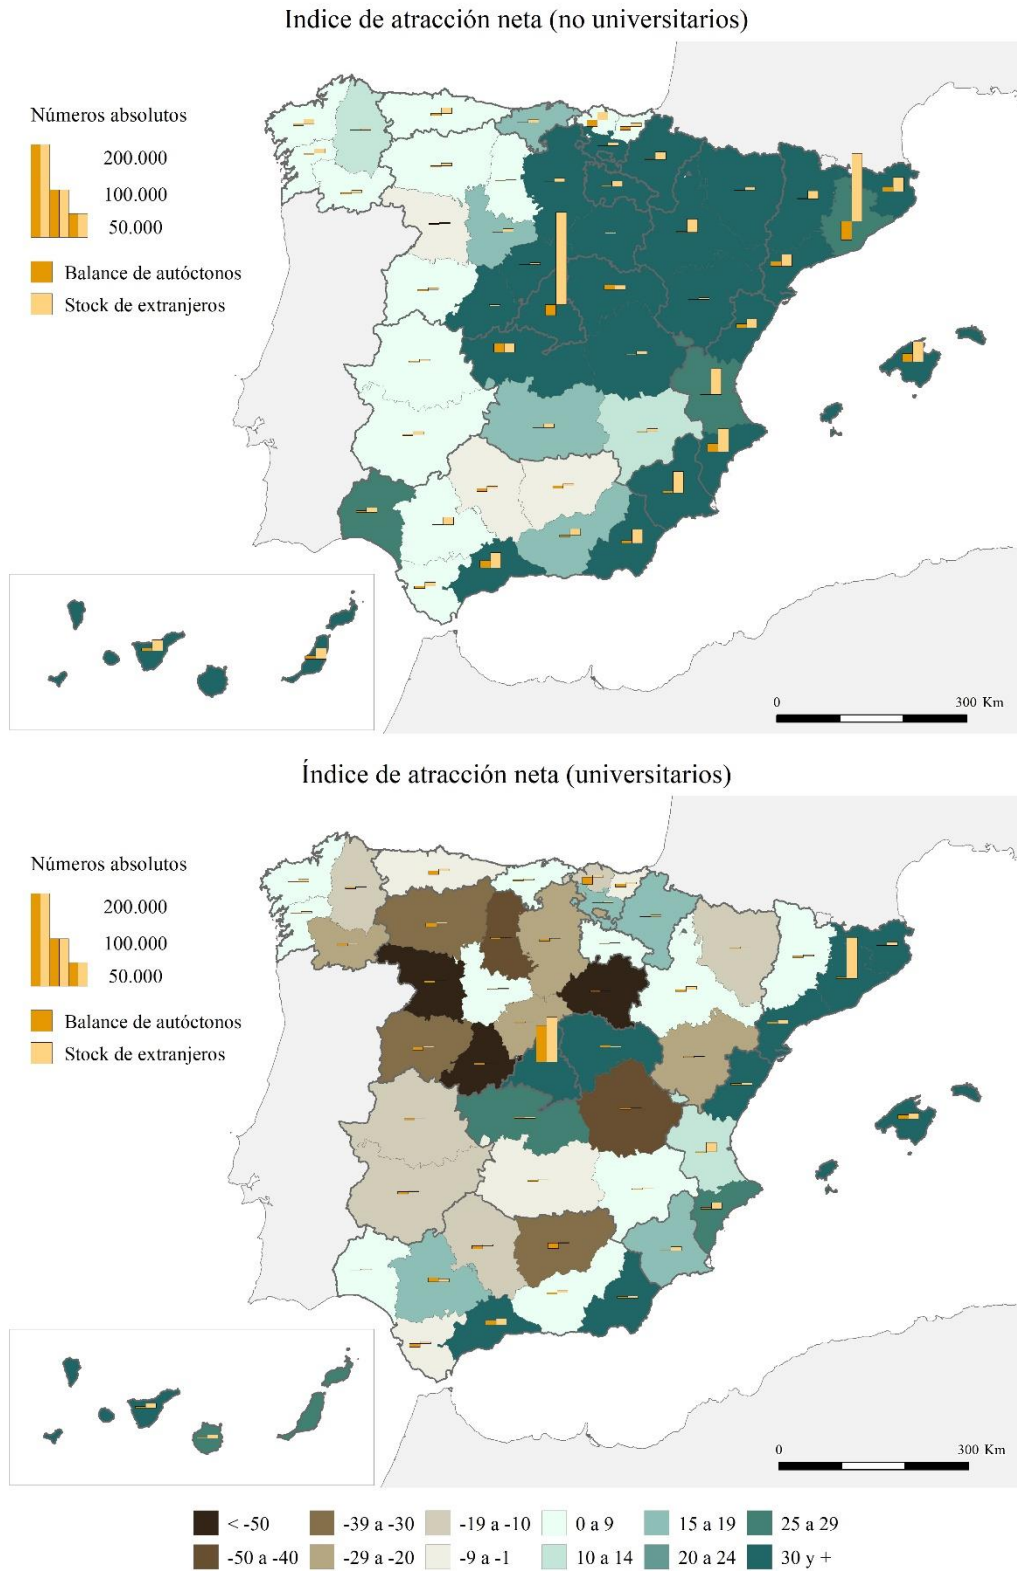 Indice de atracción neta (no universitarios)
Números absolutos
200.000
100.000
50.000
Balance de autóctonos
Stock de extranjeros
0 300 Km
Índice de atracción neta (universitarios)
Números absolutos
200.000
100.000
50.000
Balance de autóctonos
Stock de extranjeros
0 300 Km
< -50 -39 a -30 -19 a -10 0 a 9 15 a 19 25 a 29
-50 a -40 -29 a -20 -9 a -1 10 a 14 20 a 24 30 y +